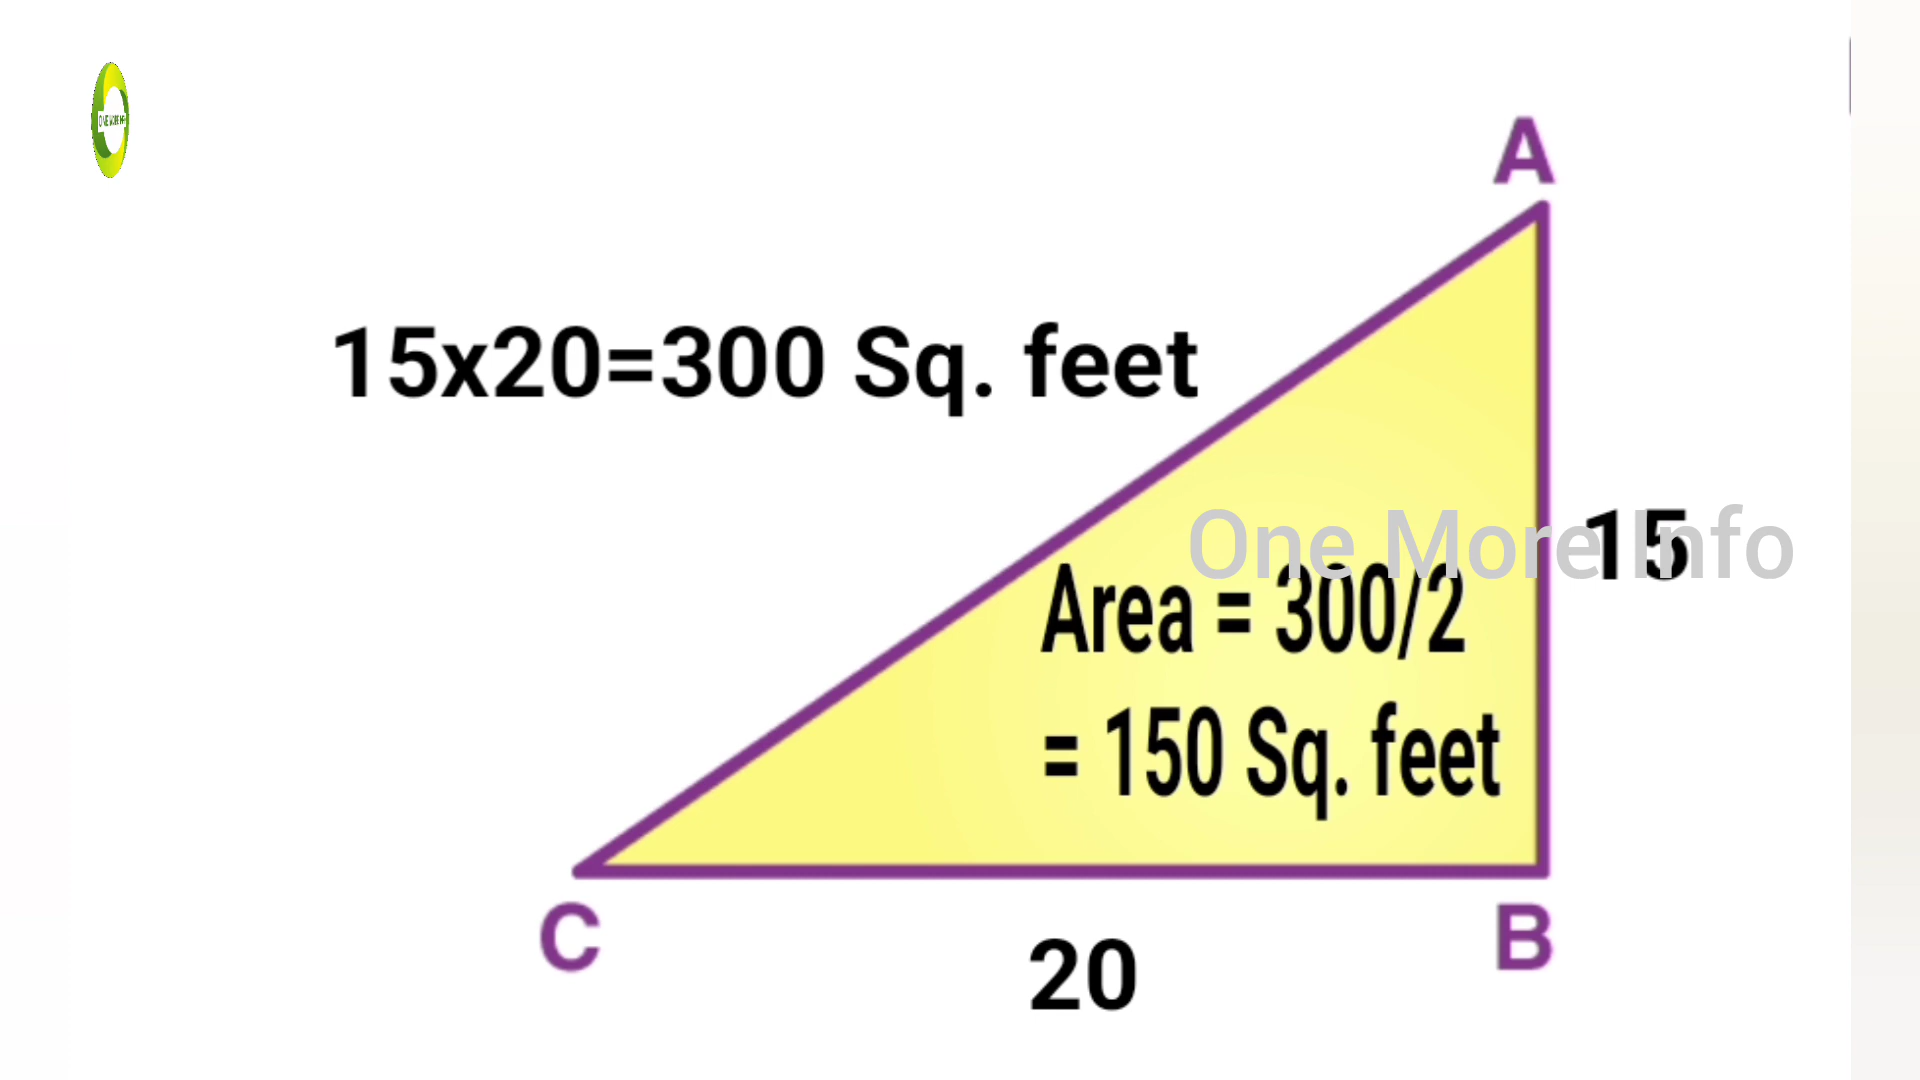 A
15x20=300 Sq. feet
One More Info
15
Area = 300/2
= 150 Sq. feet
C
B
20